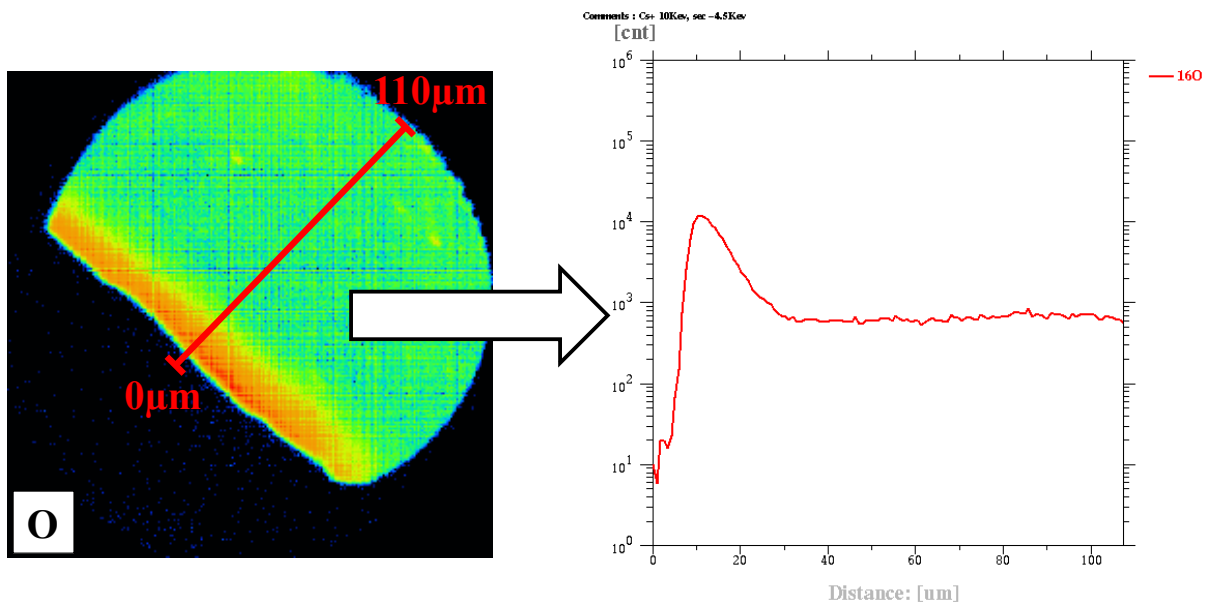 Comments : Cs+ 10Kev, sec -4.5Kev
[cnt]
110µm
0µm
O
10^6
10^5
10^4
10^3
10^2
10^1
10^0
0 20 40 60 80 100
Distance: [um]
16O